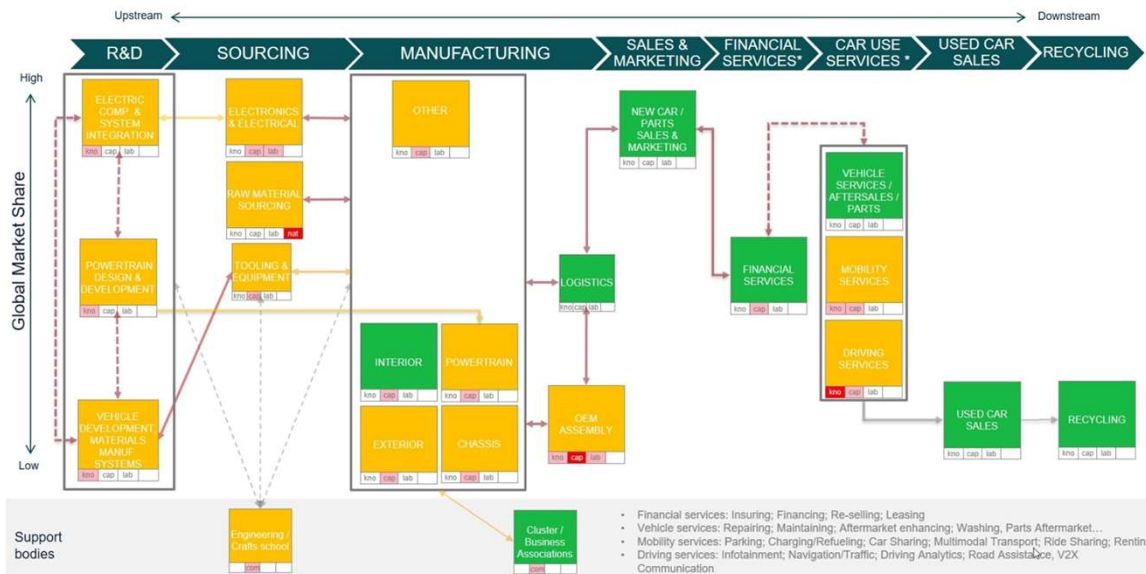 Upstream
Downstream
R&D
SOURCING
MANUFACTURING
SALES &
MARKETING
FINANCIAL
SERVICES*
CAR USE
SERVICES *
USED CAR
SALES
RECYCLING
High
Global Market Share
Low
ELECTRIC
COMP &
SYSTEM
INTEGRATION
kno cap lab
POWERTRAIN
DESIGN &
DEVELOPMENT
kno cap lab
VEHICLE
DEVELOPMENT
MATERIALS
MANUF
SYSTEMS
kno cap lab
ELECTRONICS
& ELECTRICAL
kno cap lab
RAW MATERIAL
SOURCING
kno cap lab nat
TOOLING &
EQUIPMENT
kno cap lab
OTHER
kno cap lab
INTERIOR
kno cap lab
POWERTRAIN
kno cap lab
EXTERIOR
kno cap lab
CHASSIS
kno cap lab
LOGISTICS
kno cap lab
OEM
ASSEMBLY
kno cap lab
NEW CAR /
PARTS
SALES &
MARKETING
kno cap lab
FINANCIAL
SERVICES
kno cap lab
VEHICLE
SERVICES /
AFTERSALES /
PARTS
kno cap lab
MOBILITY
SERVICES
kno cap lab
DRIVING
SERVICES
kno cap lab
USED CAR
SALES
kno cap lab
RECYCLING
kno cap lab
Support
bodies
Engineering /
Crafts school
com
Cluster /
Business
Associations
com
• Financial services: Insuring; Financing; Re-selling; Leasing
• Vehicle services: Repairing; Maintaining; Aftermarket enhancing; Washing, Parts Aftermarket…
• Mobility services: Parking; Charging/Refueling; Car Sharing; Multimodal Transport; Ride Sharing; Rentin
• Driving services: Infotainment; Navigation/Traffic; Driving Analytics; Road Assistance, V2X
Communication